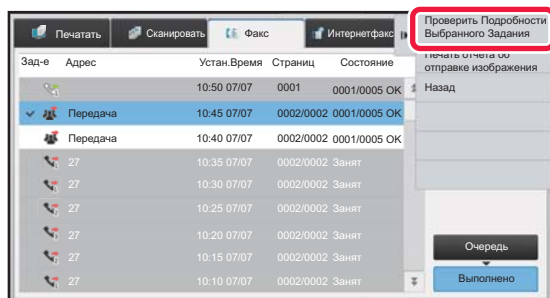 Печатать Сканировать Факс Интернетфакс
Проверить Подробности
Выбранного Задания
Печать отчета об
отправке изображения
Назад
Зад-е Адрес Устан.Время Страниц Состояние
10:50 07/07 0001 0001/0005 OK
Передача 10:45 07/07 0002/0002 0001/0005 OK
Передача 10:40 07/07 0002/0002 0001/0005 OK
27 10:35 07/07 0002/0002 Занят
27 10:30 07/07 0002/0002 Занят
27 10:25 07/07 0002/0002 Занят
27 10:20 07/07 0002/0002 Занят
27 10:15 07/07 0002/0002 Занят
27 10:10 07/07 0002/0002 Занят
Очередь
Выполнено